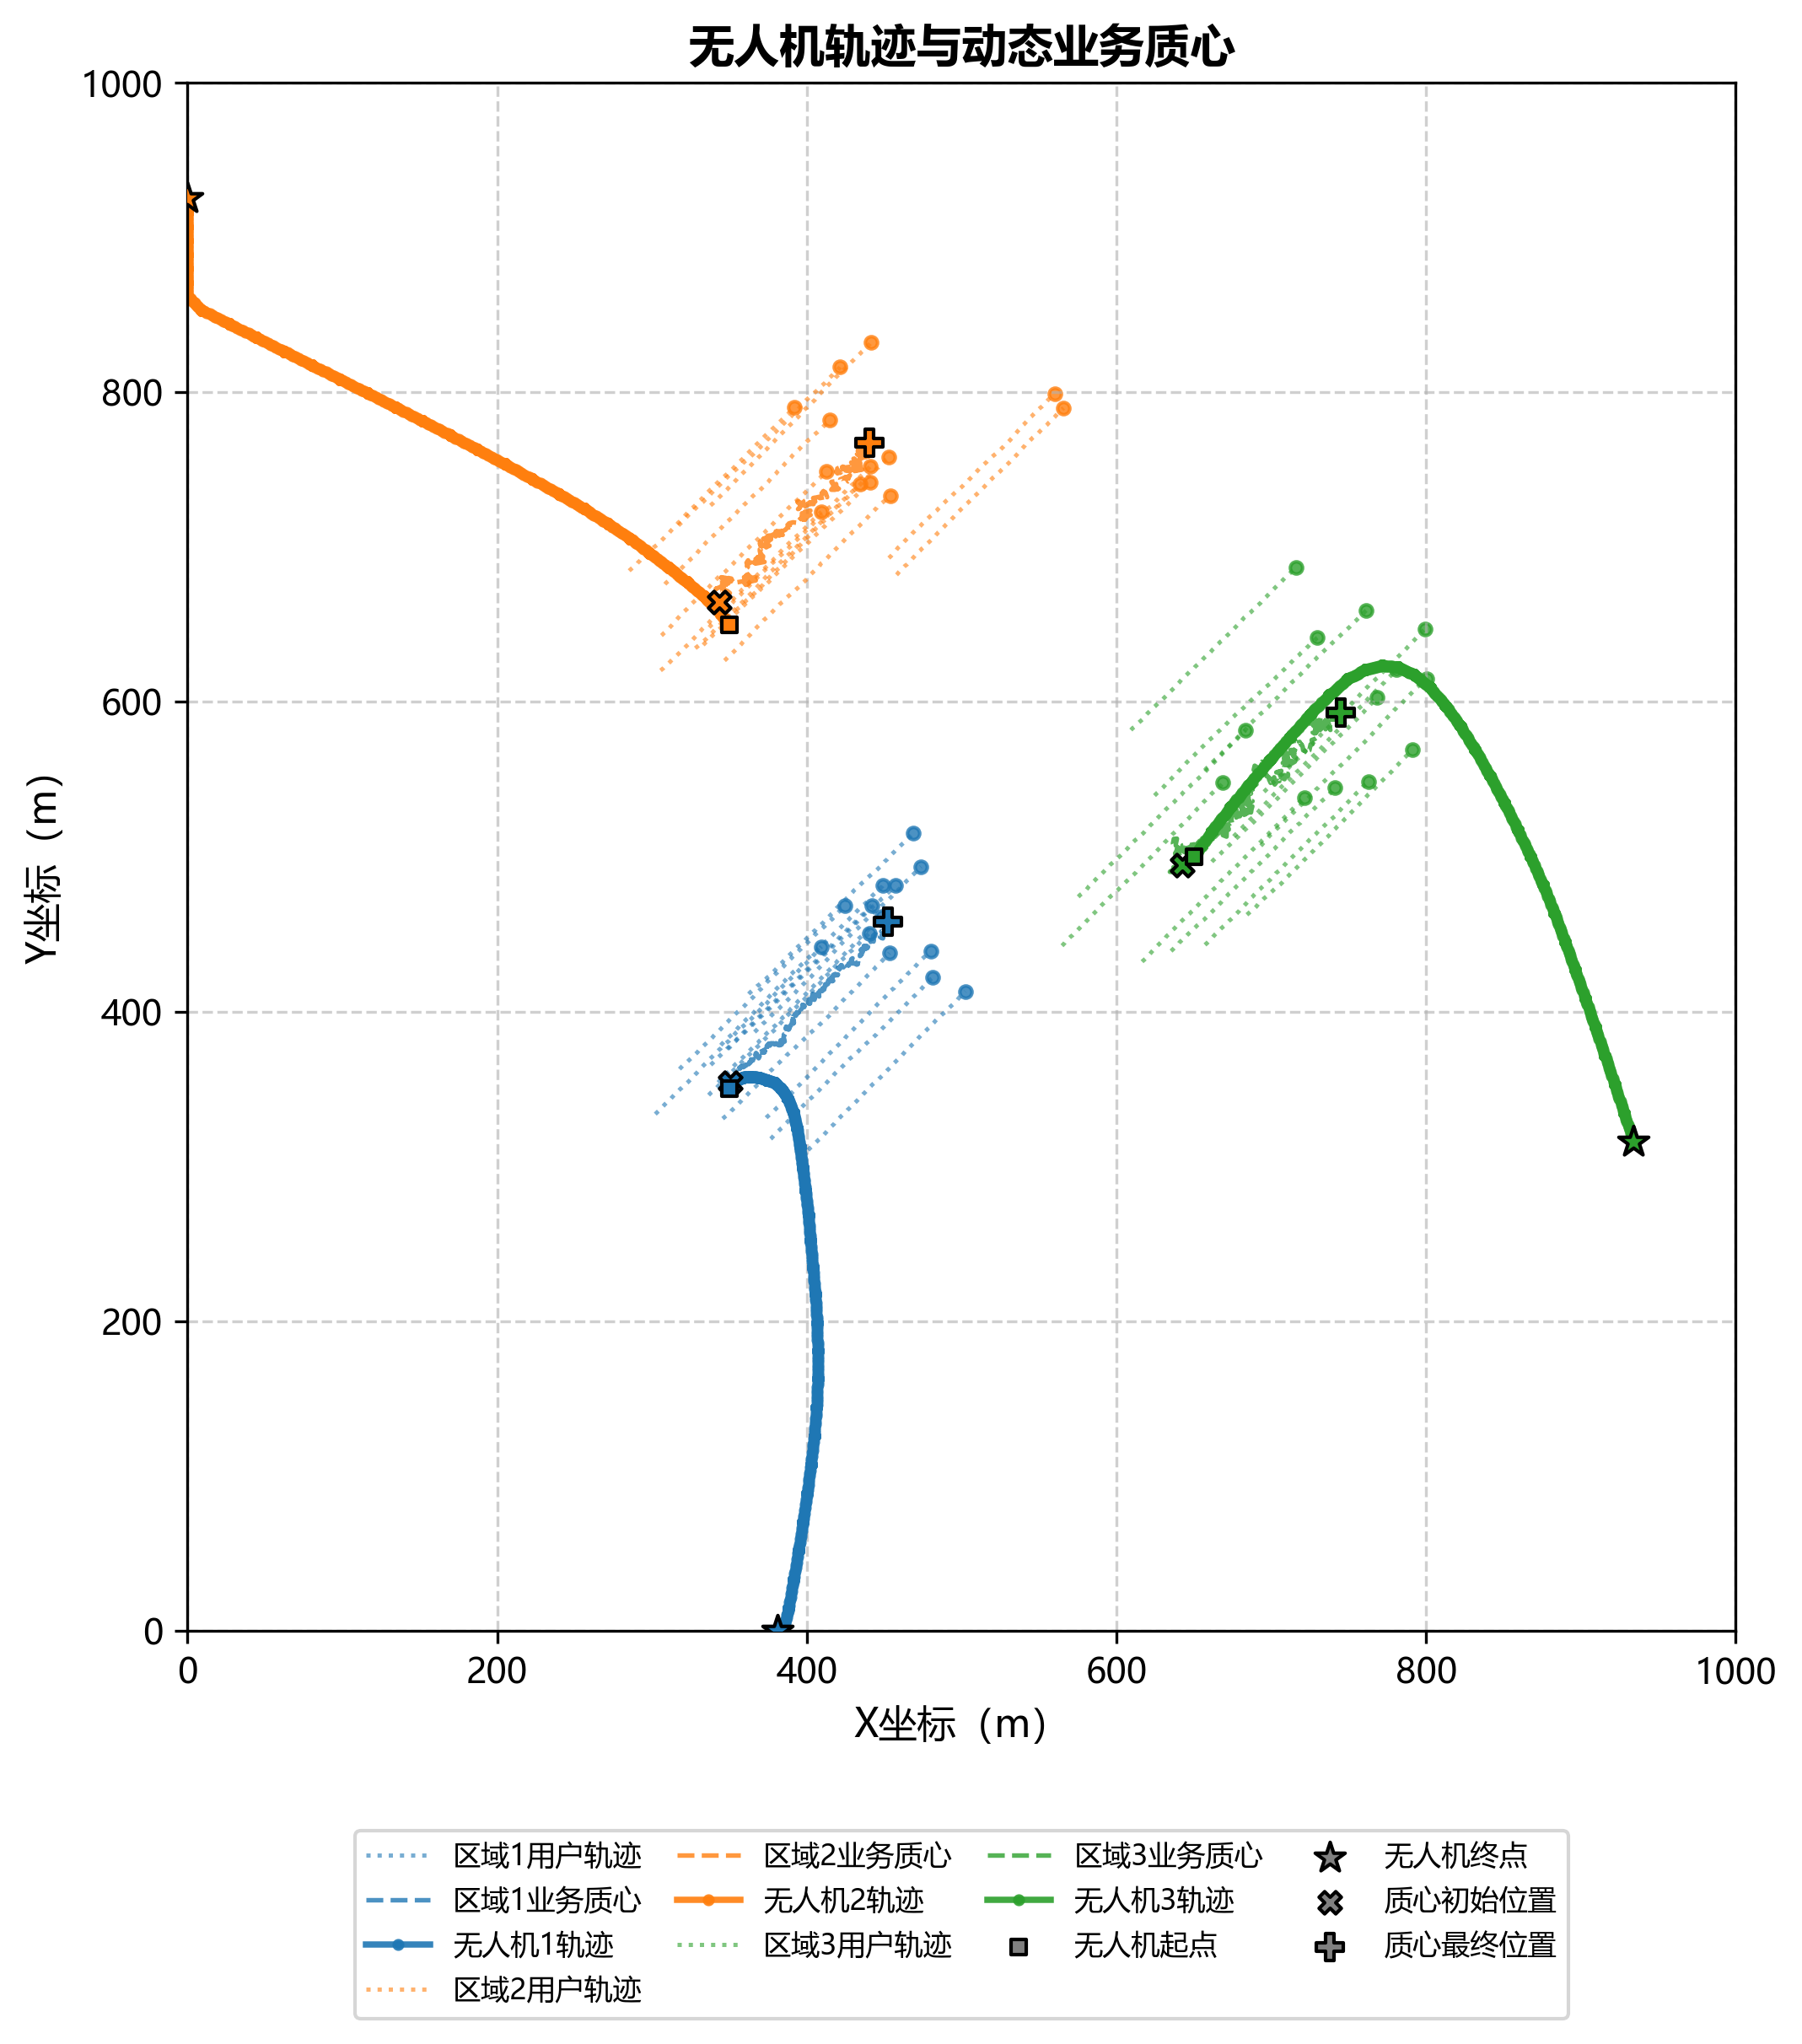 无人机轨迹与动态业务质心
1000
800
600
400
200
0
Y坐标（m）
0 200 400 600 800 1000
X坐标（m）
区域1用户轨迹 区域2业务质心 区域3业务质心 无人机终点
区域1业务质心 无人机2轨迹 无人机3轨迹 质心初始位置
无人机1轨迹 区域3用户轨迹 无人机起点 质心最终位置
区域2用户轨迹